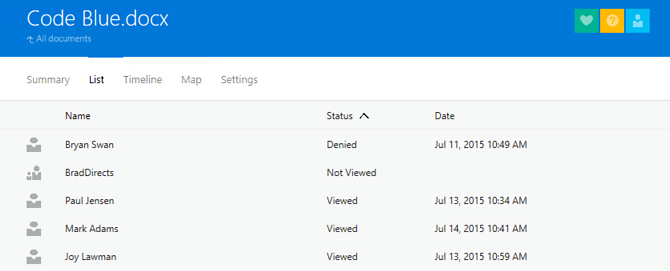 Code Blue.docx
All documents
Summary List Timeline Map Settings
Name Status Date
Bryan Swan Denied Jul 11, 2015 10:49 AM
BradDirects Not Viewed
Paul Jensen Viewed Jul 13, 2015 10:34 AM
Mark Adams Viewed Jul 14, 2015 10:41 AM
Joy Lawman Viewed Jul 13, 2015 10:59 AM